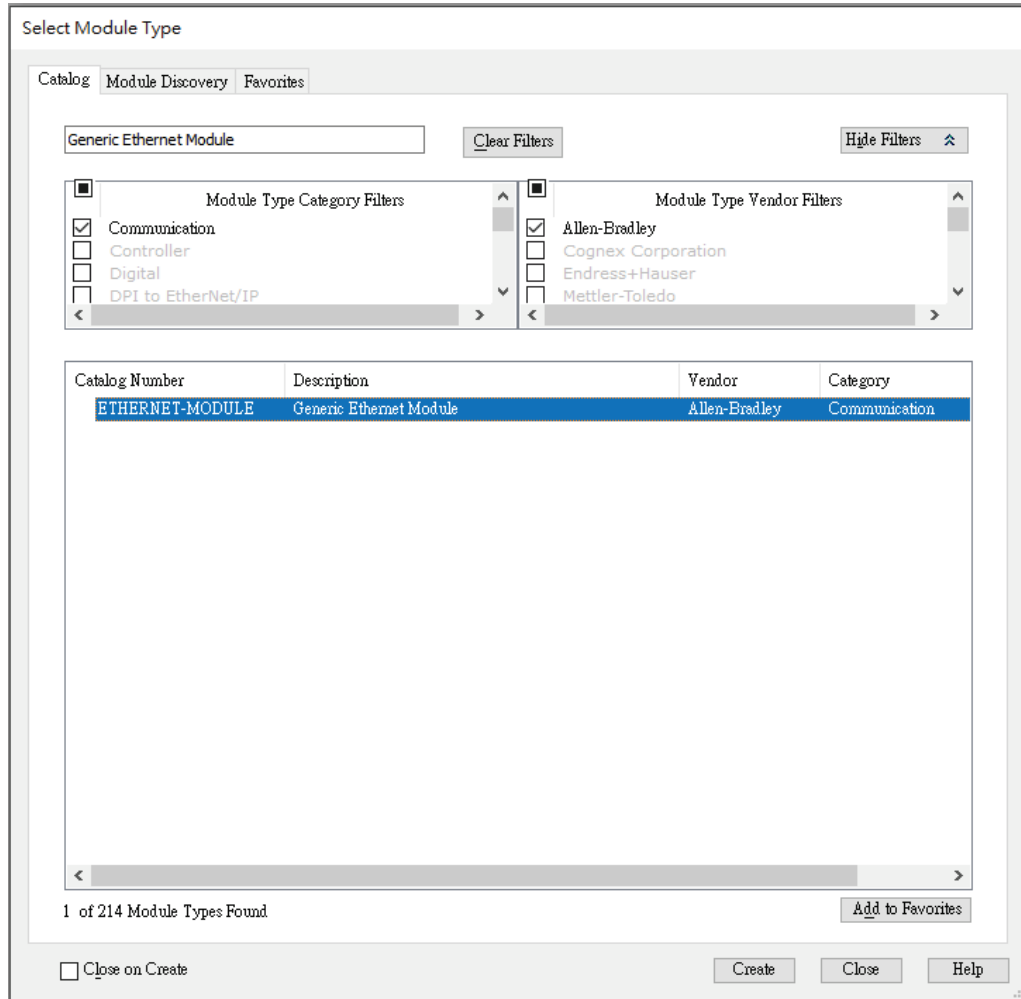 Select Module Type
Catalog Module Discovery Favorites
Generic Ethernet Module Clear Filters Hide Filters
Module Type Category Filters Module Type Vendor Filters
Communication Allen-Bradley
Controller Cognex Corporation
Digital Endress+Hauser
DPI to EtherNet/IP Mettler-Toledo
Catalog Number Description Vendor Category
ETHERNET-MODULE Generic Ethernet Module Allen-Bradley Communication
1 of 214 Module Types Found Add to Favorites
Close on Create Create Close Help